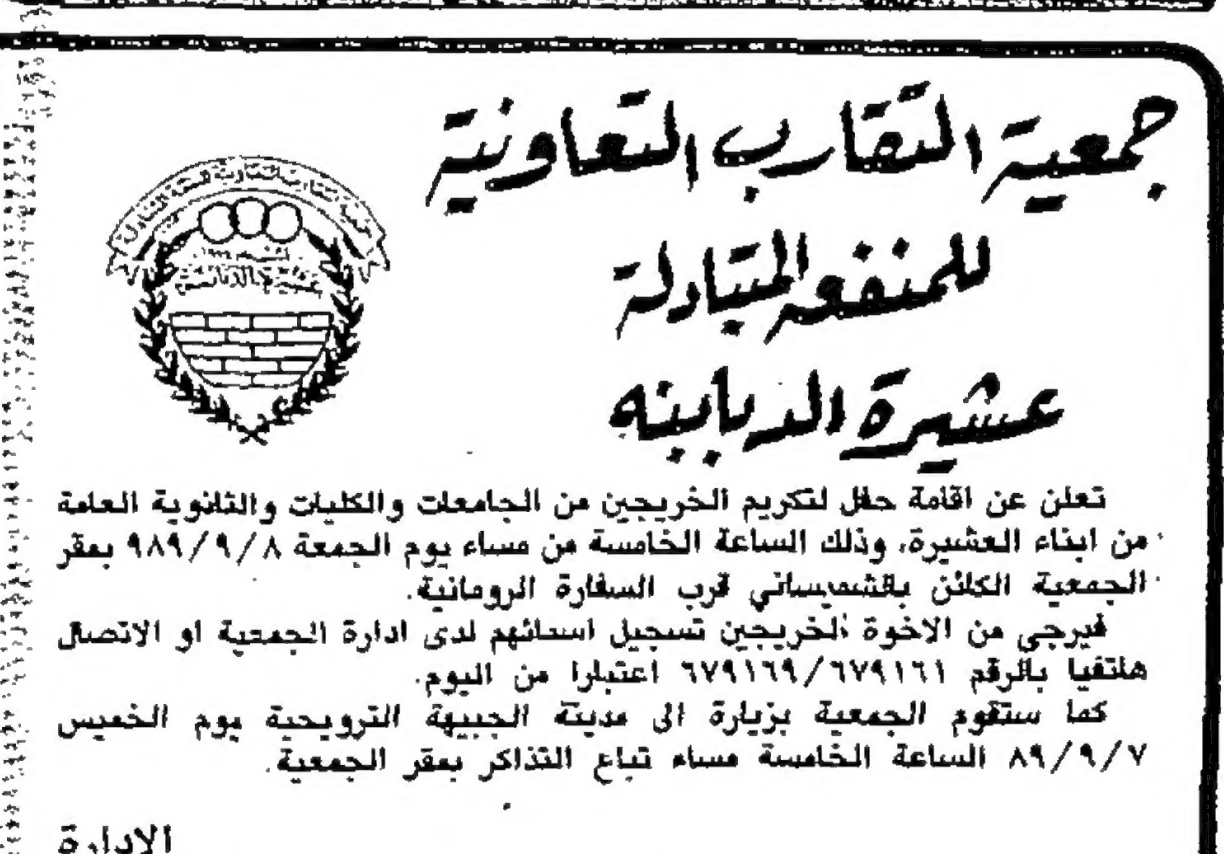 جمعية التقارب التعاونية
للمنفعه المتبادلة
عشيرة الدبابنه
تعلن عن اقامة حفل لتكريم الخريجين من الجامعات والكليات والثانوية العامة
من ابناء العشيرة، وذلك الساعة الخامسة من مساء يوم الجمعة ٩٨٩/٩/٨ بمقر
الجمعية الكائن بالشميساني قرب السفارة الرومانية.
فيرجى من الاخوة الخريجين تسجيل اسمائهم لدى ادارة الجمعية او الاتصال
هاتفيا بالرقم ٦٧٩١٦٩/٦٧٩١٦١ اعتبارا من اليوم.
كما ستقوم الجمعية بزيارة الى مدينة الجبيهة الترويحية يوم الخميس
٨٩/٩/٧ الساعة الخامسة مساء تباع التذاكر بمقر الجمعية.
الادارة